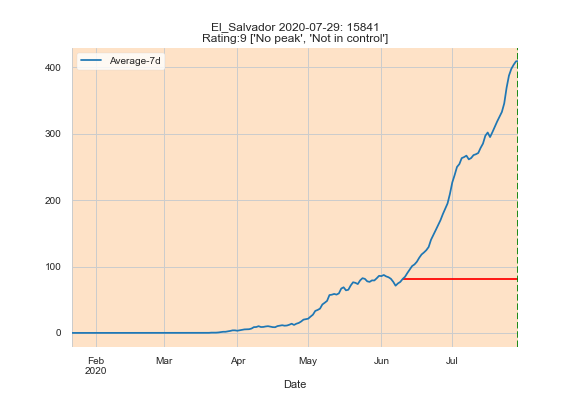 El_Salvador 2020-07-29: 15841
Rating:9 ['No peak', 'Not in control']
Average-7d
400
300
200
100
0
Feb Mar Apr May Jun Jul
2020
Date